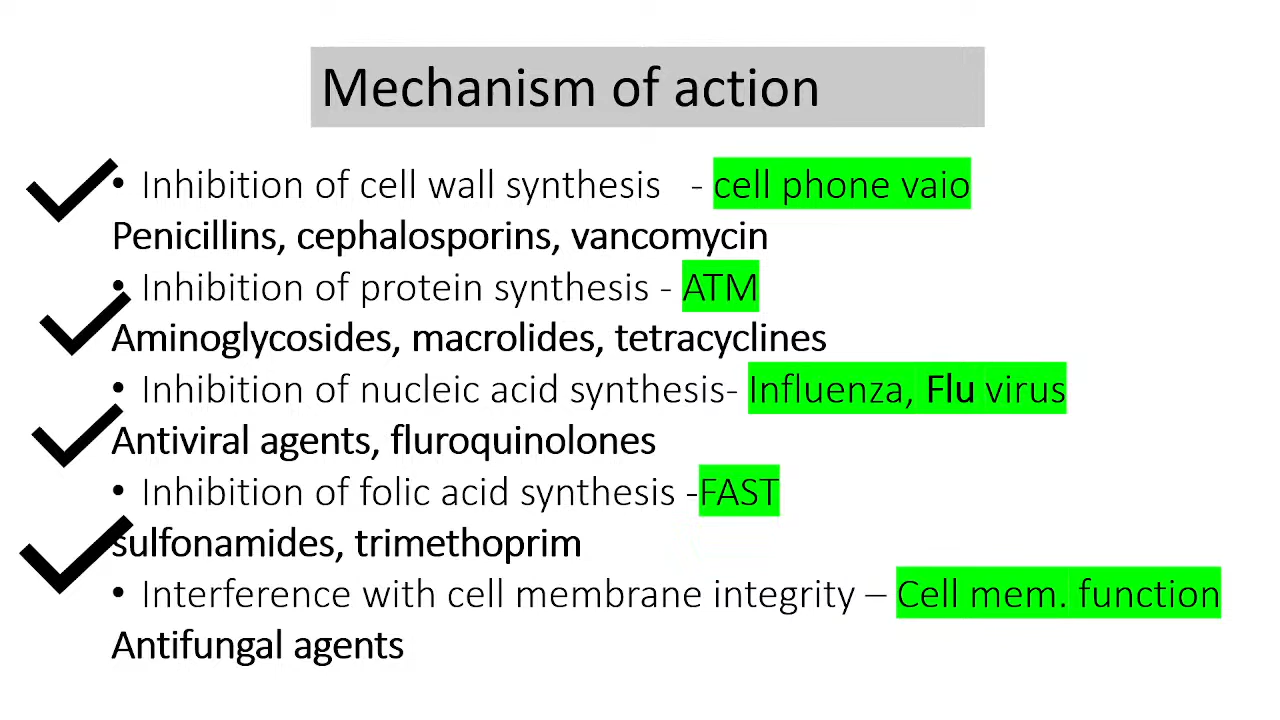 Mechanism of action
• Inhibition of cell wall synthesis - cell phone vaio
Penicillins, cephalosporins, vancomycin
• Inhibition of protein synthesis - ATM
Aminoglycosides, macrolides, tetracyclines
• Inhibition of nucleic acid synthesis- Influenza, Flu virus
Antiviral agents, fluroquinolones
• Inhibition of folic acid synthesis -FAST
sulfonamides, trimethoprim
• Interference with cell membrane integrity – Cell mem. function
Antifungal agents